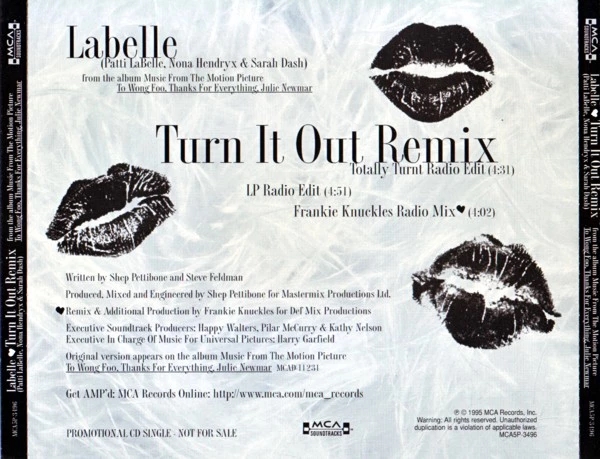 Labelle
(Patti LaBelle, Nona Hendryx & Sarah Dash)
from the album Music From The Motion Picture
To Wong Foo, Thanks For Everything, Julie Newmar
Turn It Out Remix
Totally Turnt Radio Edit (4:31)
LP Radio Edit (4:51)
Frankie Knuckles Radio Mix♥ (4:02)
Written by Shep Pettibone and Steve Feldman
Produced, Mixed and Engineered by Shep Pettibone for Mastermix Productions Ltd.
♥Remix & Additional Production by Frankie Knuckles for Def Mix Productions
Executive Soundtrack Producers: Happy Walters, Pilar McCurry & Kathy Nelson
Executive In Charge Of Music For Universal Pictures: Harry Garfield
Original version appears on the album Music From The Motion Picture
To Wong Foo, Thanks For Everything, Julie Newmar MCAD-11231
Get AMP'd: MCA Records Online: http://www.mca.com/mca_records
PROMOTIONAL CD SINGLE - NOT FOR SALE
MCA
SOUNDTRACKS
℗ © 1995 MCA Records, Inc.
Warning: All rights reserved. Unauthorized
duplication is a violation of applicable laws.
MCA5P-3496
MCA
SOUNDTRACKS
Labelle ♥ Turn It Out Remix
(Patti LaBelle, Nona Hendryx & Sarah Dash)
from the album Music From The Motion Picture
To Wong Foo, Thanks For Everything, Julie Newmar
MCA5P-3496
MCA
SOUNDTRACKS
Labelle ♥ Turn It Out Remix
(Patti LaBelle, Nona Hendryx & Sarah Dash)
from the album Music From The Motion Picture
To Wong Foo, Thanks For Everything, Julie Newmar
MCA5P-3496